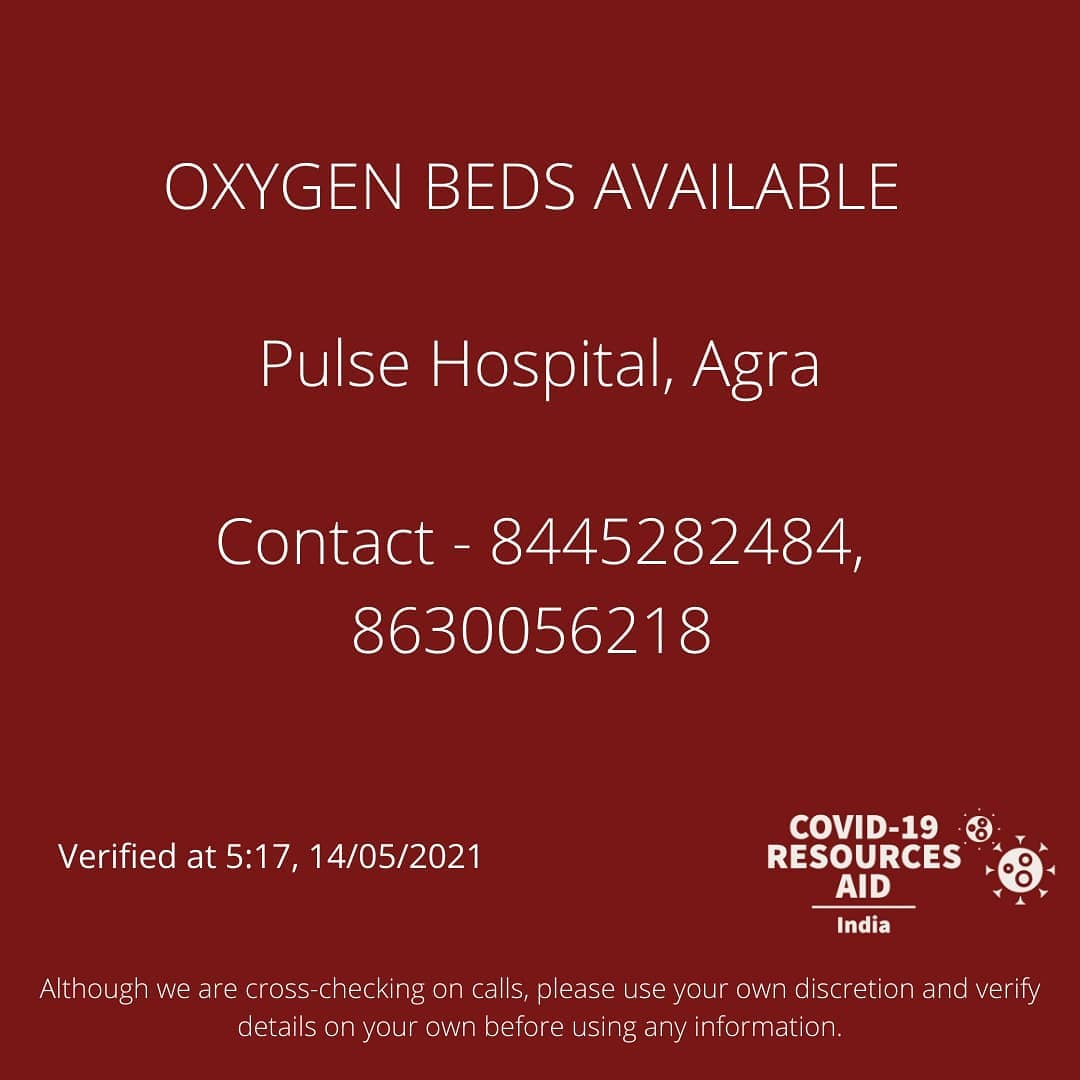 OXYGEN BEDS AVAILABLE
Pulse Hospital, Agra
Contact - 8445282484,
8630056218
Verified at 5:17, 14/05/2021
COVID-19
RESOURCES
AID
India
Although we are cross-checking on calls, please use your own discretion and verify
details on your own before using any information.